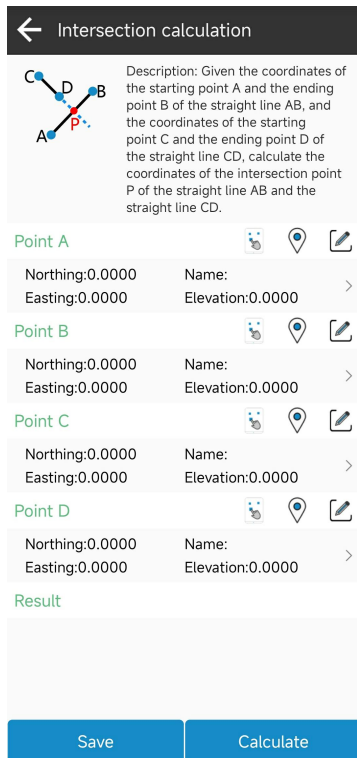 Intersection calculation
C
D
B
P
A
Description: Given the coordinates of
the starting point A and the ending
point B of the straight line AB, and
the coordinates of the starting
point C and the ending point D of
the straight line CD, calculate the
coordinates of the intersection point
P of the straight line AB and the
straight line CD.
Point A
Northing:0.0000 Name:
Easting:0.0000 Elevation:0.0000
Point B
Northing:0.0000 Name:
Easting:0.0000 Elevation:0.0000
Point C
Northing:0.0000 Name:
Easting:0.0000 Elevation:0.0000
Point D
Northing:0.0000 Name:
Easting:0.0000 Elevation:0.0000
Result
Save Calculate